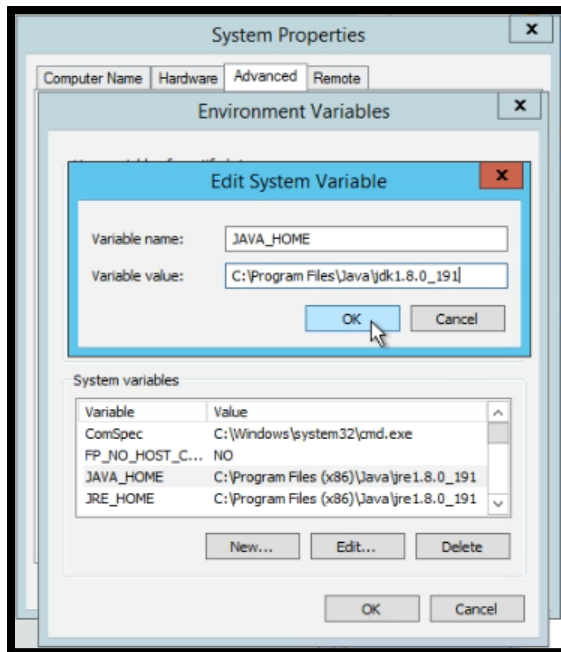 System Properties
x
Computer Name Hardware Advanced Remote
Environment Variables
x
Edit System Variable
x
Variable name: JAVA_HOME
Variable value: C:\Program Files\Java\jdk1.8.0_191
OK Cancel
System variables
Variable Value
ComSpec C:\Windows\system32\cmd.exe
FP_NO_HOST_C... NO
JAVA_HOME C:\Program Files (x86)\Java\jre1.8.0_191
JRE_HOME C:\Program Files (x86)\Java\jre1.8.0_191
New... Edit... Delete
OK Cancel